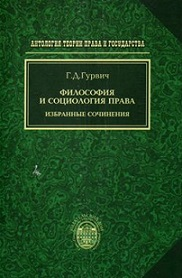 АНТОЛОГИЯ ТЕОРИИ ПРАВА И ГОСУДАРСТВА
Г.Д.Гурвич
ФИЛОСОФИЯ
И СОЦИОЛОГИЯ ПРАВА
ИЗБРАННЫЕ СОЧИНЕНИЯ